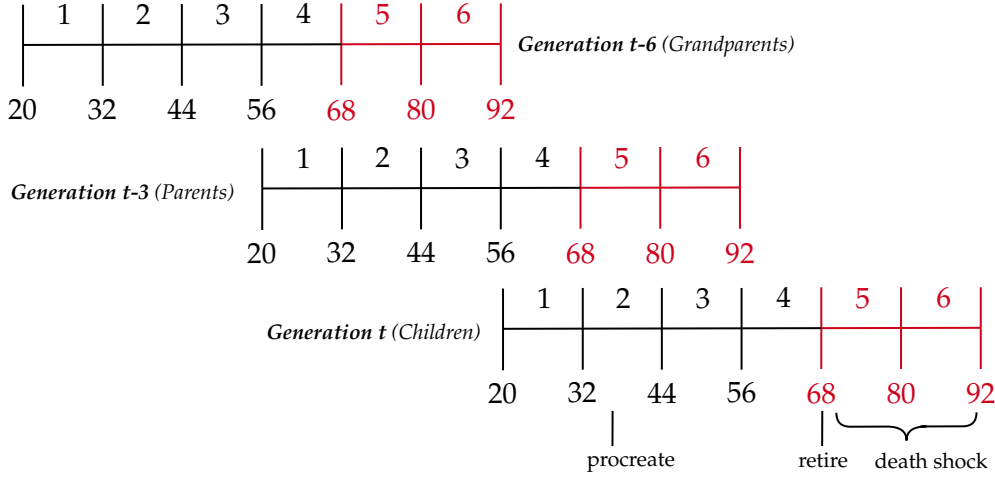 1 2 3 4 5 6
Generation t-6 (Grandparents)
20 32 44 56 68 80 92
1 2 3 4 5 6
Generation t-3 (Parents)
20 32 44 56 68 80 92
1 2 3 4 5 6
Generation t (Children)
20 32 44 56 68 80 92
procreate retire death shock